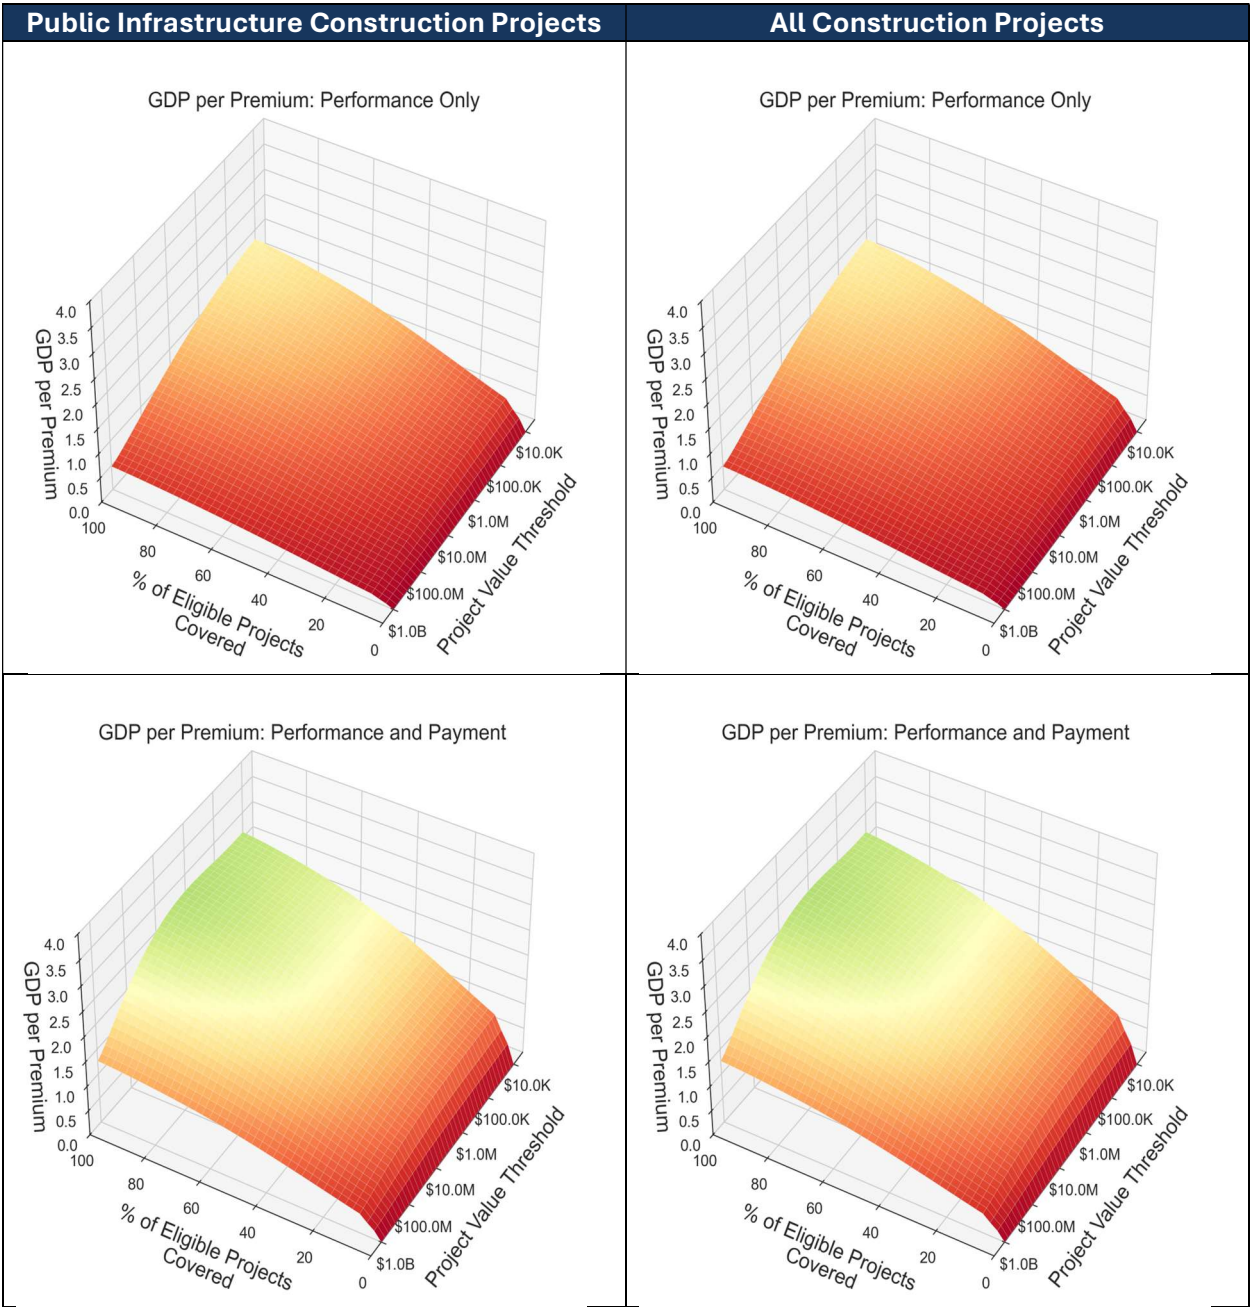 Public Infrastructure Construction Projects
All Construction Projects
GDP per Premium: Performance Only
4.0
3.5
3.0
2.5
2.0
1.5
1.0
0.5
0.0
GDP per Premium
100
80
60
40
20
0
% of Eligible Projects
Covered
$10.0K
$100.0K
$1.0M
$10.0M
$100.0M
$1.0B
Project Value Threshold
GDP per Premium: Performance Only
4.0
3.5
3.0
2.5
2.0
1.5
1.0
0.5
0.0
GDP per Premium
100
80
60
40
20
0
% of Eligible Projects
Covered
$10.0K
$100.0K
$1.0M
$10.0M
$100.0M
$1.0B
Project Value Threshold
GDP per Premium: Performance and Payment
4.0
3.5
3.0
2.5
2.0
1.5
1.0
0.5
0.0
GDP per Premium
100
80
60
40
20
0
% of Eligible Projects
Covered
$10.0K
$100.0K
$1.0M
$10.0M
$100.0M
$1.0B
Project Value Threshold
GDP per Premium: Performance and Payment
4.0
3.5
3.0
2.5
2.0
1.5
1.0
0.5
0.0
GDP per Premium
100
80
60
40
20
0
% of Eligible Projects
Covered
$10.0K
$100.0K
$1.0M
$10.0M
$100.0M
$1.0B
Project Value Threshold